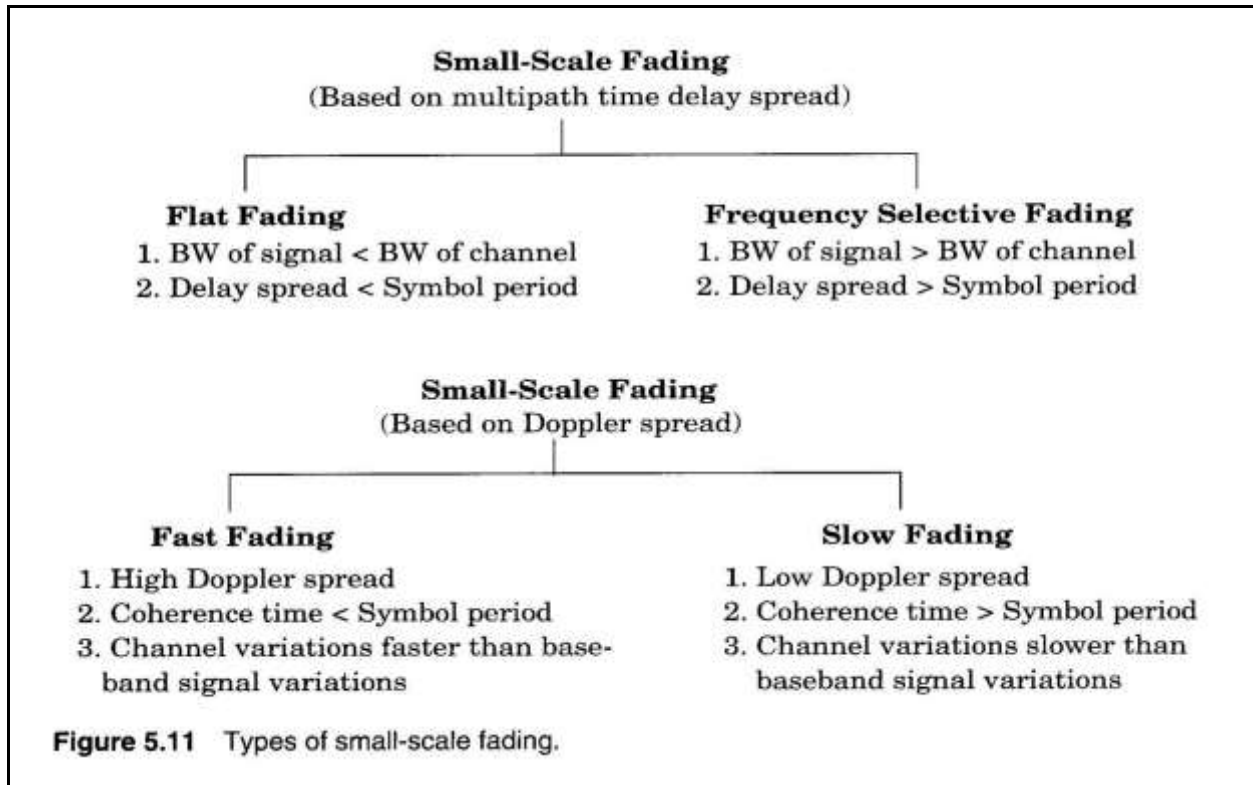 Small-Scale Fading
(Based on multipath time delay spread)
Flat Fading
1. BW of signal < BW of channel
2. Delay spread < Symbol period
Frequency Selective Fading
1. BW of signal > BW of channel
2. Delay spread > Symbol period
Small-Scale Fading
(Based on Doppler spread)
Fast Fading
1. High Doppler spread
2. Coherence time < Symbol period
3. Channel variations faster than base-
band signal variations
Slow Fading
1. Low Doppler spread
2. Coherence time > Symbol period
3. Channel variations slower than
baseband signal variations
Figure 5.11 Types of small-scale fading.